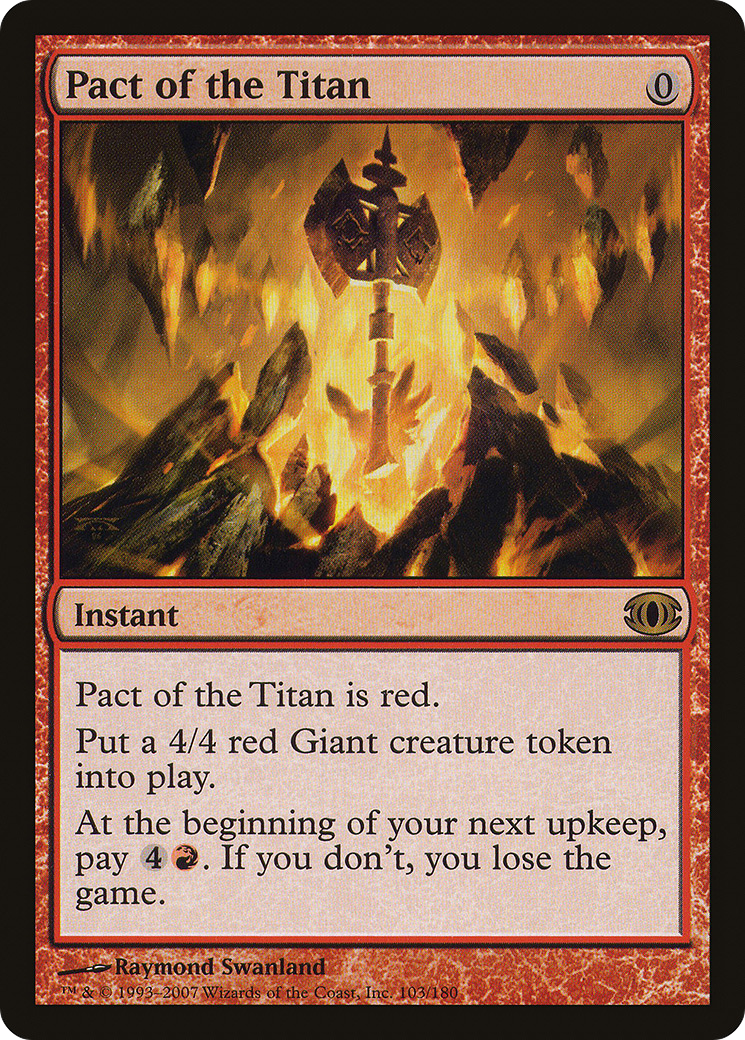 Pact of the Titan 0
Instant
Pact of the Titan is red.
Put a 4/4 red Giant creature token
into play.
At the beginning of your next upkeep,
pay 4 . If you don't, you lose the
game.
Raymond Swanland
™ & © 1993–2007 Wizards of the Coast, Inc. 103/180